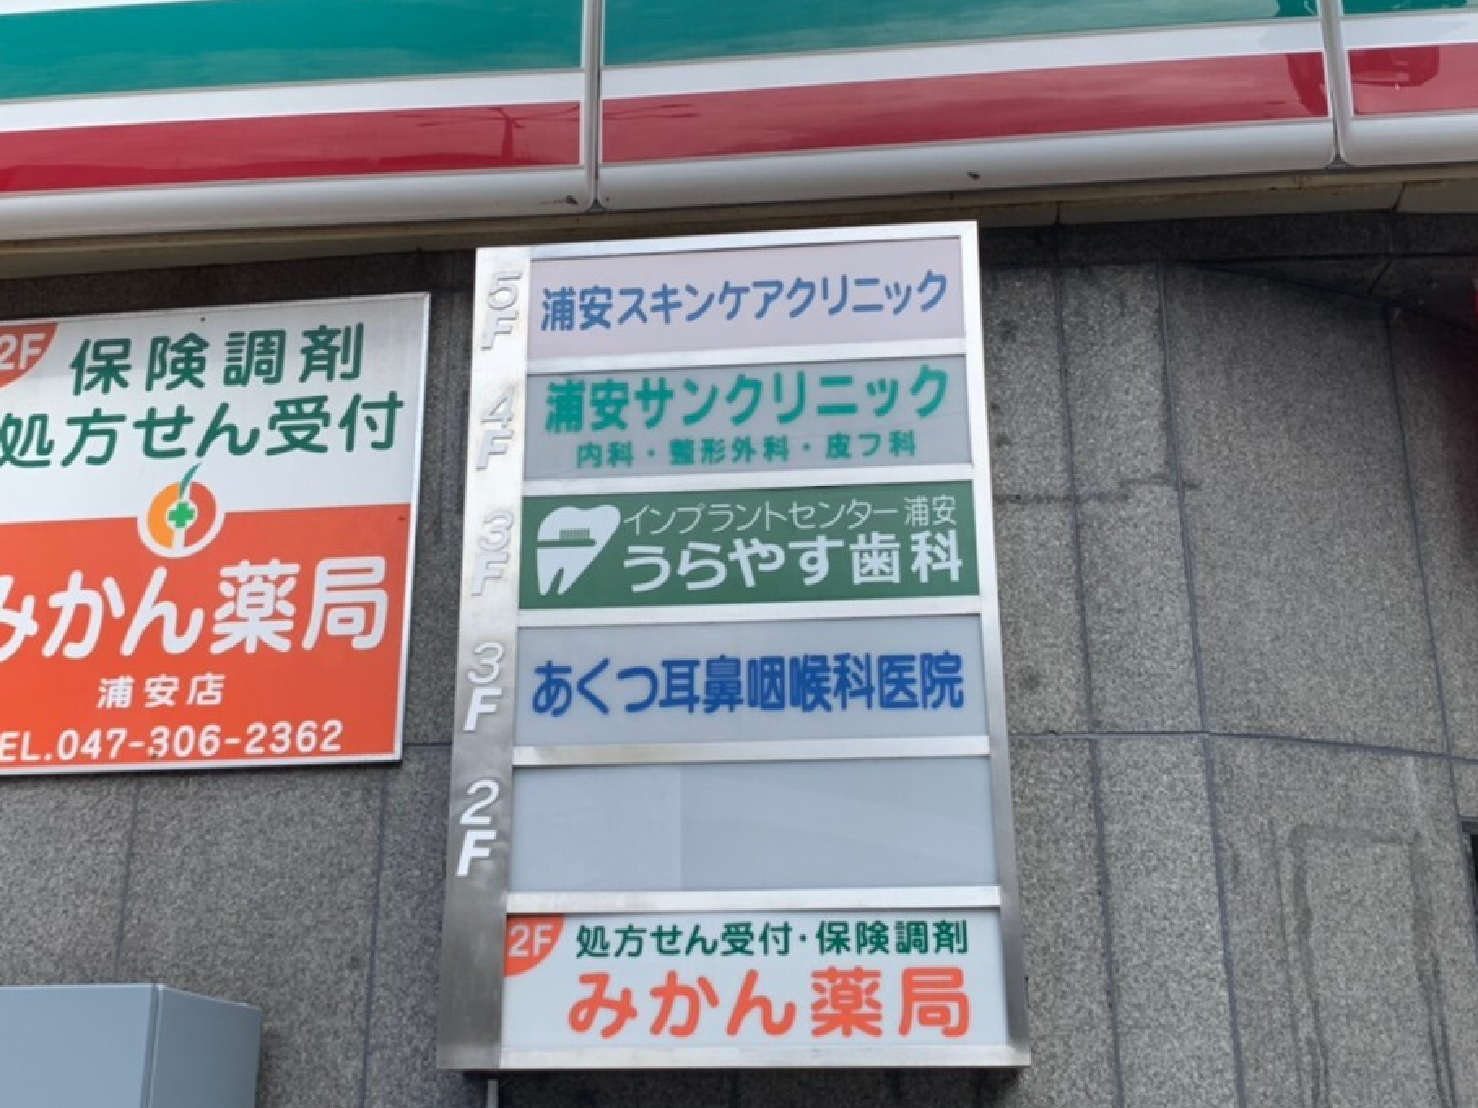 2F
保険調剤
処方せん受付
みかん薬局
浦安店
TEL.047-306-2362
5F
浦安スキンケアクリニック
4F
浦安サンクリニック
内科・整形外科・皮フ科
3F
インプラントセンター浦安
うらやす歯科
3F
あくつ耳鼻咽喉科医院
2F
2F
処方せん受付・保険調剤
みかん薬局